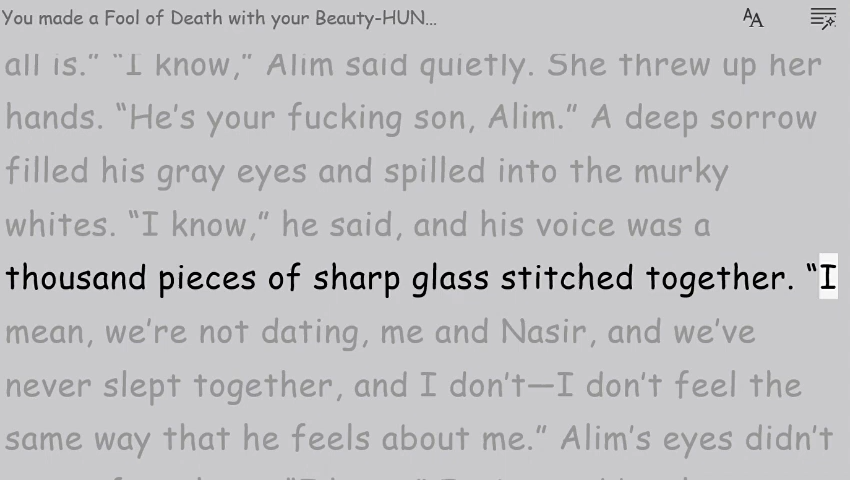 You made a Fool of Death with your Beauty-HUN…
all is.” “I know,” Alim said quietly. She threw up her
hands. “He’s your fucking son, Alim.” A deep sorrow
filled his gray eyes and spilled into the murky
whites. “I know,” he said, and his voice was a
thousand pieces of sharp glass stitched together. “I
mean, we’re not dating, me and Nasir, and we’ve
never slept together, and I don’t—I don’t feel the
same way that he feels about me.” Alim’s eyes didn’t